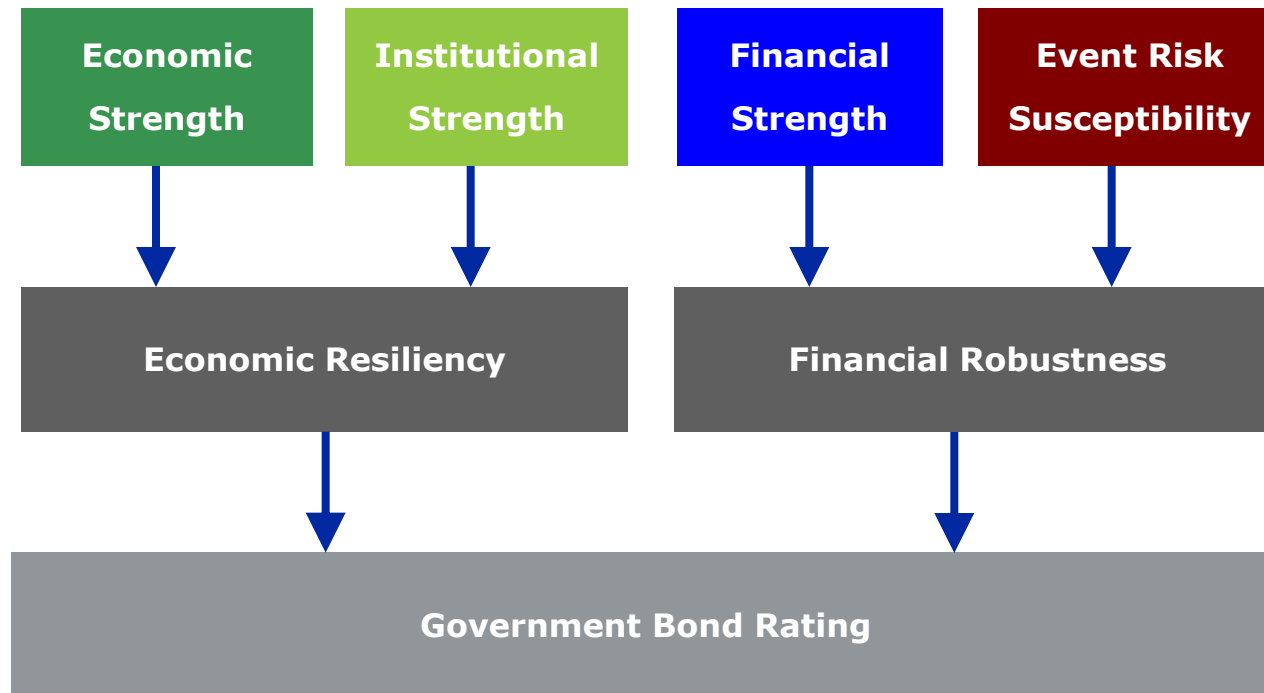 Economic
Strength
Institutional
Strength
Financial
Strength
Event Risk
Susceptibility
Economic Resiliency
Financial Robustness
Government Bond Rating